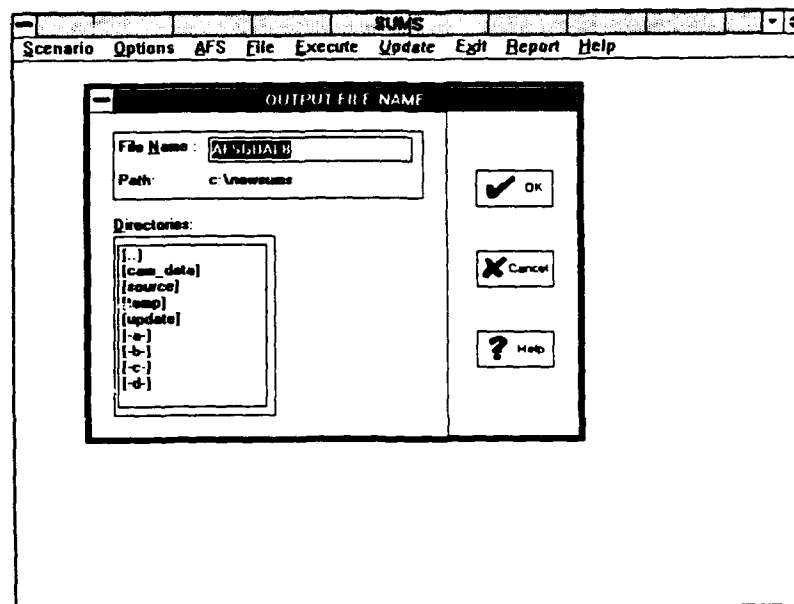 SUMS
Scenario Options AFS File Execute Update Exit Report Help
OUTPUT FILE NAME
File Name :
Path: c:\newsums
Directories:
[..]
[cam_data]
[source]
[temp]
[update]
[-a-]
[-b-]
[-c-]
[-d-]
OK
Cancel
Help